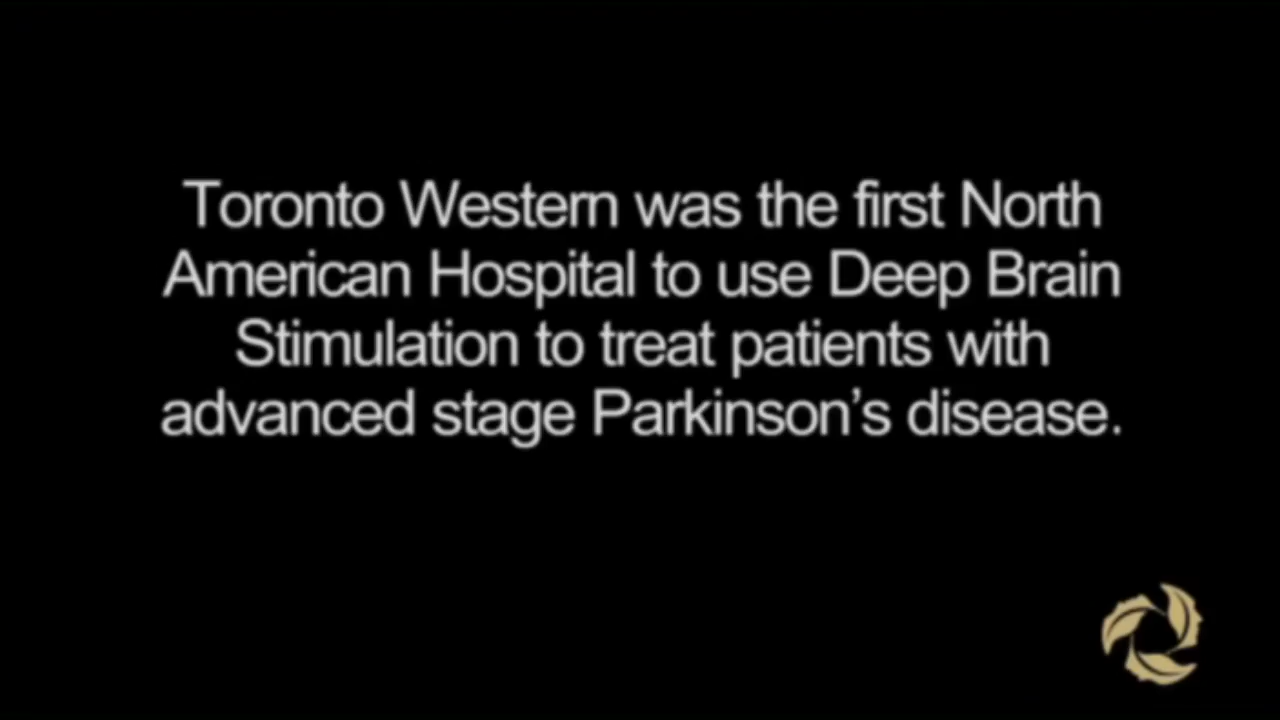 Toronto Western was the first North
American Hospital to use Deep Brain
Stimulation to treat patients with
advanced stage Parkinson’s disease.